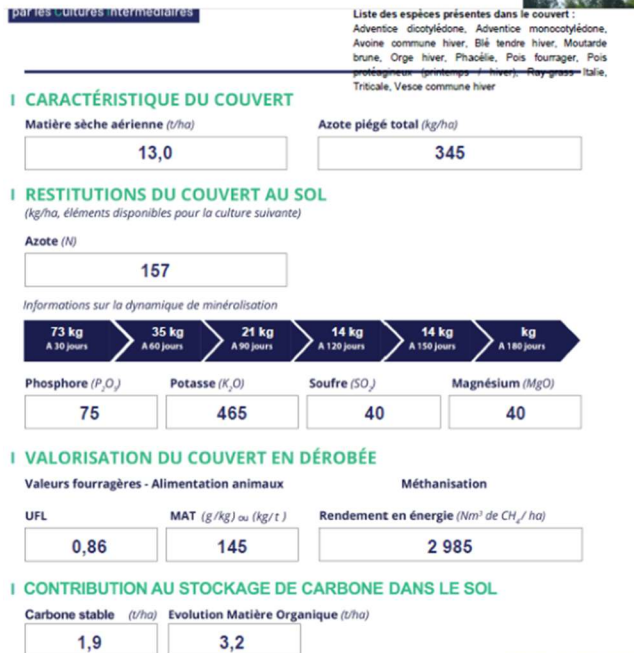 par les Cultures Intermédiaires
Liste des espèces présentes dans le couvert :
Adventice dicotylédone, Adventice monocotylédone,
Avoine commune hiver, Blé tendre hiver, Moutarde
brune, Orge hiver, Phacélie, Pois fourrager, Pois
protéagineux (printemps / hiver), Ray-grass Italie,
Triticale, Vesce commune hiver
I CARACTÉRISTIQUE DU COUVERT
Matière sèche aérienne (t/ha) Azote piégé total (kg/ha)
13,0 345
I RESTITUTIONS DU COUVERT AU SOL
(kg/ha, éléments disponibles pour la culture suivante)
Azote (N)
157
Informations sur la dynamique de minéralisation
73 kg 35 kg 21 kg 14 kg 14 kg kg
A 30 jours A 60 jours A 90 jours A 120 jours A 150 jours A 180 jours
Phosphore (P₂O₅) Potasse (K₂O) Soufre (SO₃) Magnésium (MgO)
75 465 40 40
I VALORISATION DU COUVERT EN DÉROBÉE
Valeurs fourragères - Alimentation animaux Méthanisation
UFL MAT (g/kg) ou (kg/t) Rendement en énergie (Nm³ de CH₄/ ha)
0,86 145 2 985
I CONTRIBUTION AU STOCKAGE DE CARBONE DANS LE SOL
Carbone stable (t/ha) Evolution Matière Organique (t/ha)
1,9 3,2